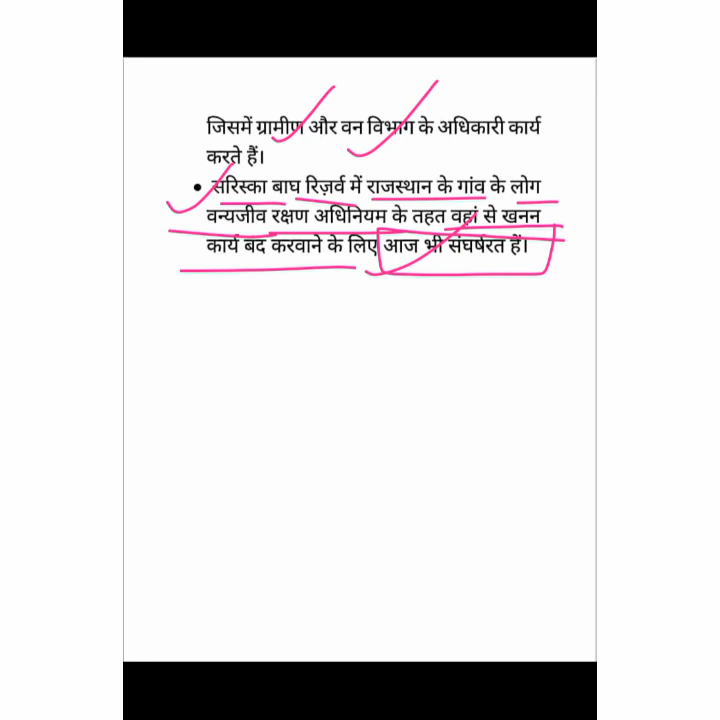 जिसमें ग्रामीण और वन विभाग के अधिकारी कार्य
करते हैं।
• सरिस्का बाघ रिज़र्व में राजस्थान के गांव के लोग
वन्यजीव रक्षण अधिनियम के तहत वहां से खनन
कार्य बंद करवाने के लिए आज भी संघर्षरत हैं।